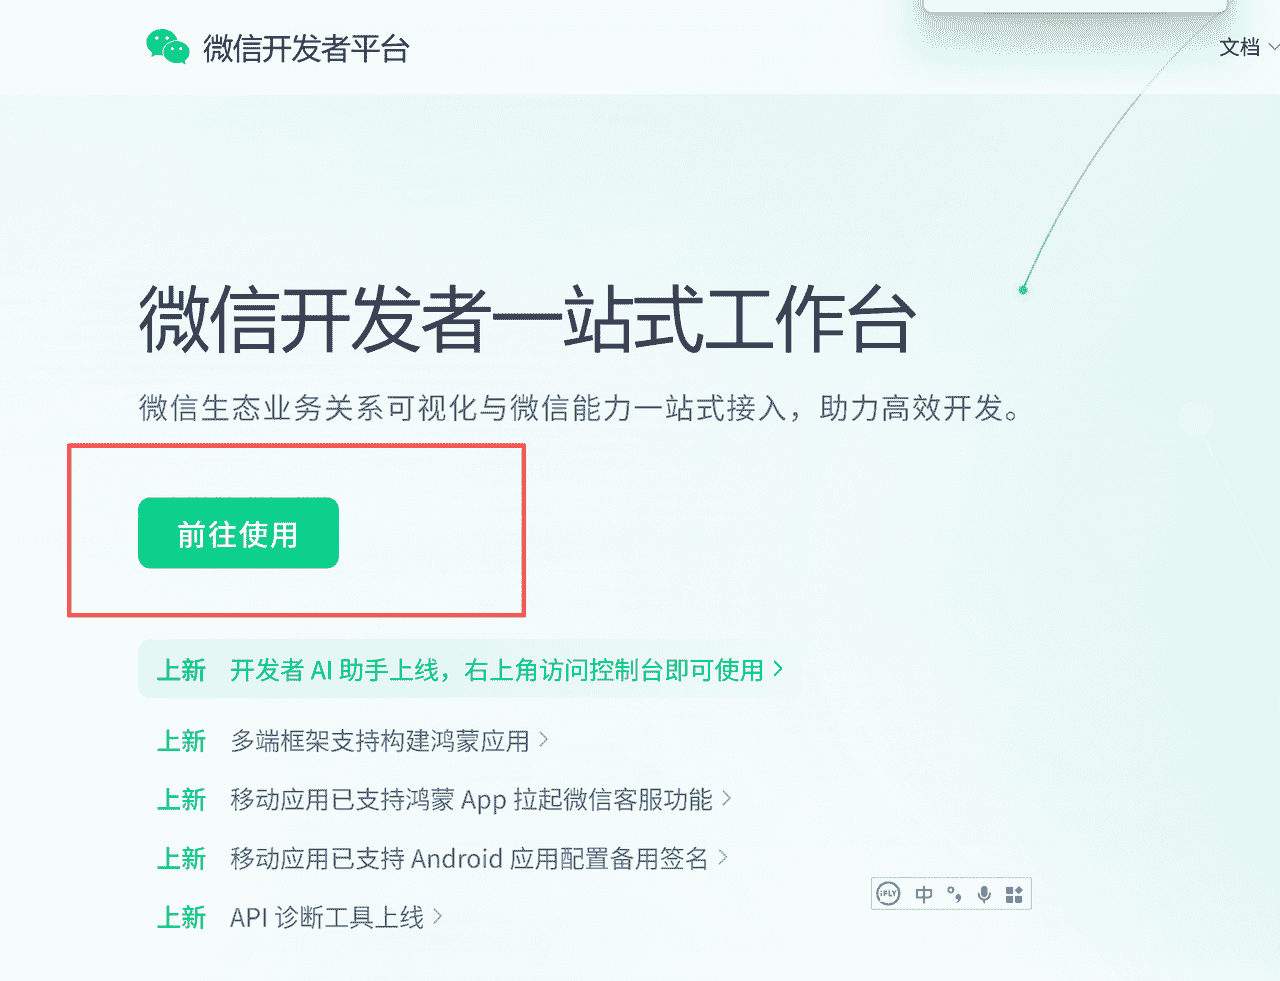 微信开发者平台
文档
微信开发者一站式工作台
微信生态业务关系可视化与微信能力一站式接入，助力高效开发。
前往使用
上新 开发者 AI 助手上线，右上角访问控制台即可使用
上新 多端框架支持构建鸿蒙应用
上新 移动应用已支持鸿蒙 App 拉起微信客服功能
上新 移动应用已支持 Android 应用配置备用签名
上新 API 诊断工具上线
iFLY 中 °,